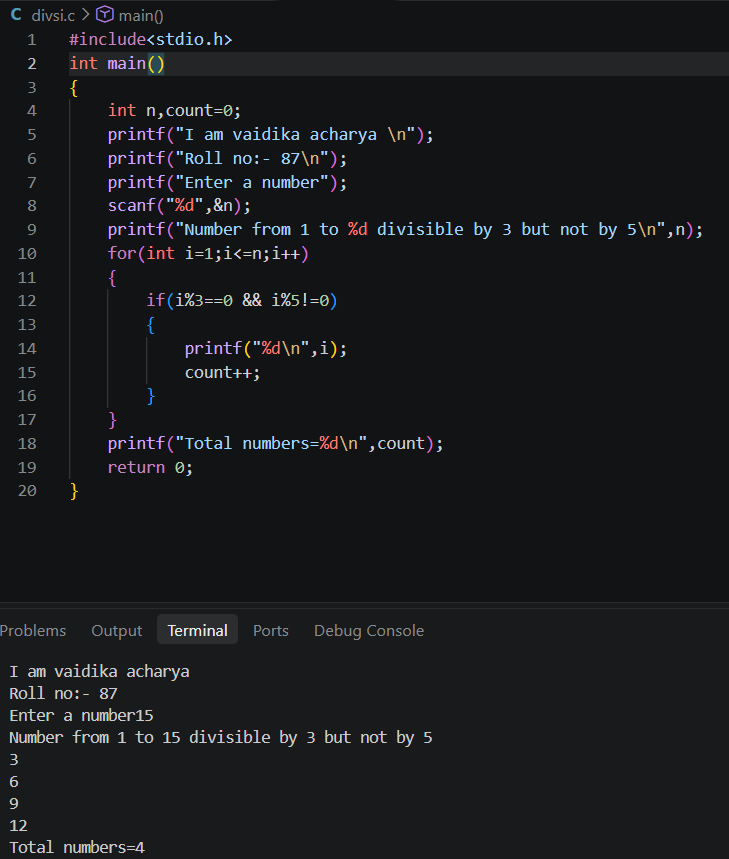 C divsi.c > main()
1 #include<stdio.h>
2 int main()
3 {
4     int n,count=0;
5     printf("I am vaidika acharya \n");
6     printf("Roll no:- 87\n");
7     printf("Enter a number");
8     scanf("%d",&n);
9     printf("Number from 1 to %d divisible by 3 but not by 5\n",n);
10     for(int i=1;i<=n;i++)
11     {
12         if(i%3==0 && i%5!=0)
13         {
14             printf("%d\n",i);
15             count++;
16         }
17     }
18     printf("Total numbers=%d\n",count);
19     return 0;
20 }
Problems Output Terminal Ports Debug Console
I am vaidika acharya
Roll no:- 87
Enter a number15
Number from 1 to 15 divisible by 3 but not by 5
3
6
9
12
Total numbers=4